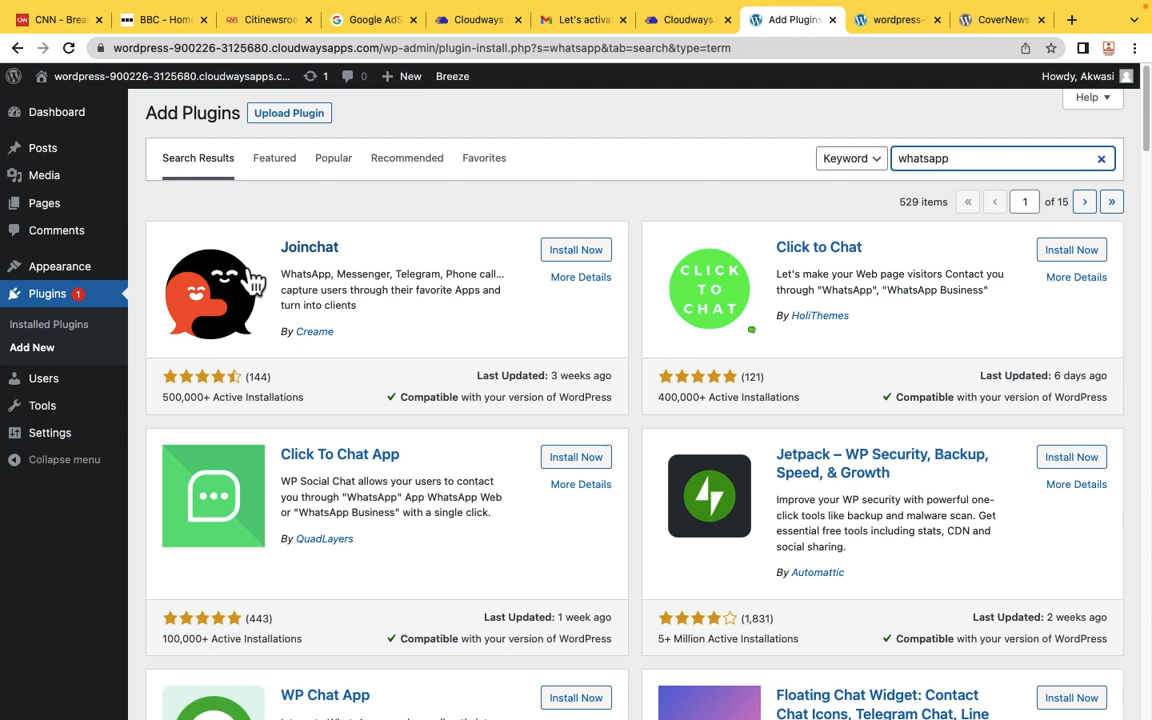 CNN - Brea
BBC - Hom
Citinewsroo
Google AdS
Cloudways
Let's activa
Cloudways
Add Plugins
wordpress-
CoverNews
wordpress-900226-3125680.cloudwaysapps.com/wp-admin/plugin-install.php?s=whatsapp&tab=search&type=term
wordpress-900226-3125680.cloudwaysapps.c... 1 0 New Breeze Howdy, Akwasi
Dashboard
Posts
Media
Pages
Comments
Appearance
Plugins 1
Installed Plugins
Add New
Users
Tools
Settings
Collapse menu
Add Plugins Upload Plugin Help
Search Results Featured Popular Recommended Favorites Keyword whatsapp
529 items « ‹ 1 of 15 › »
Joinchat
Install Now
WhatsApp, Messenger, Telegram, Phone call...
More Details
capture users through their favorite Apps and
turn into clients
By Creame
(144)
Last Updated: 3 weeks ago
500,000+ Active Installations
Compatible with your version of WordPress
Click to Chat
Install Now
CLICK
TO
CHAT
Let's make your Web page visitors Contact you
More Details
through "WhatsApp", "WhatsApp Business"
By HoliThemes
(121)
Last Updated: 6 days ago
400,000+ Active Installations
Compatible with your version of WordPress
Click To Chat App
Install Now
WP Social Chat allows your users to contact
More Details
you through "WhatsApp" App WhatsApp Web
or "WhatsApp Business" with a single click.
By QuadLayers
(443)
Last Updated: 1 week ago
100,000+ Active Installations
Compatible with your version of WordPress
Jetpack – WP Security, Backup,
Speed, & Growth
Install Now
More Details
Improve your WP security with powerful one-
click tools like backup and malware scan. Get
essential free tools including stats, CDN and
social sharing.
By Automattic
(1,831)
Last Updated: 2 weeks ago
5+ Million Active Installations
Compatible with your version of WordPress
WP Chat App
Install Now
Floating Chat Widget: Contact
Chat Icons, Telegram Chat, Line
Install Now